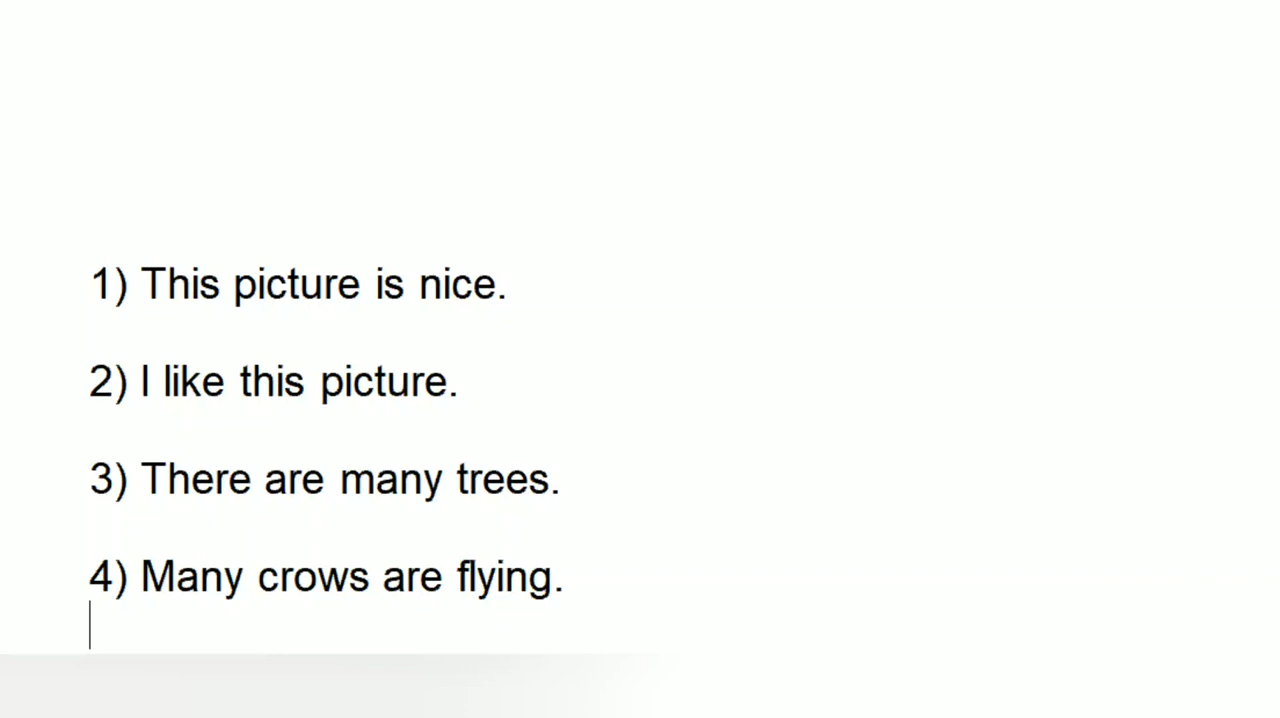 1) This picture is nice.
2) I like this picture.
3) There are many trees.
4) Many crows are flying.